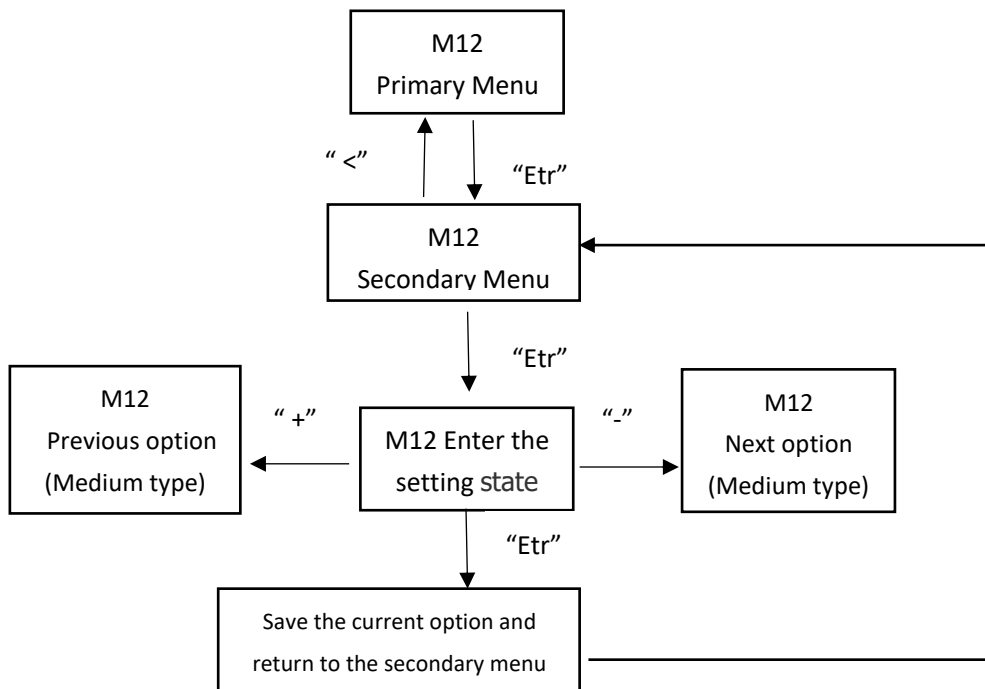 M12
Primary Menu
“ <”
“Etr”
M12
Secondary Menu
“Etr”
M12
Previous option
(Medium type)
“ +”
M12 Enter the
setting state
“-”
M12
Next option
(Medium type)
“Etr”
Save the current option and
return to the secondary menu